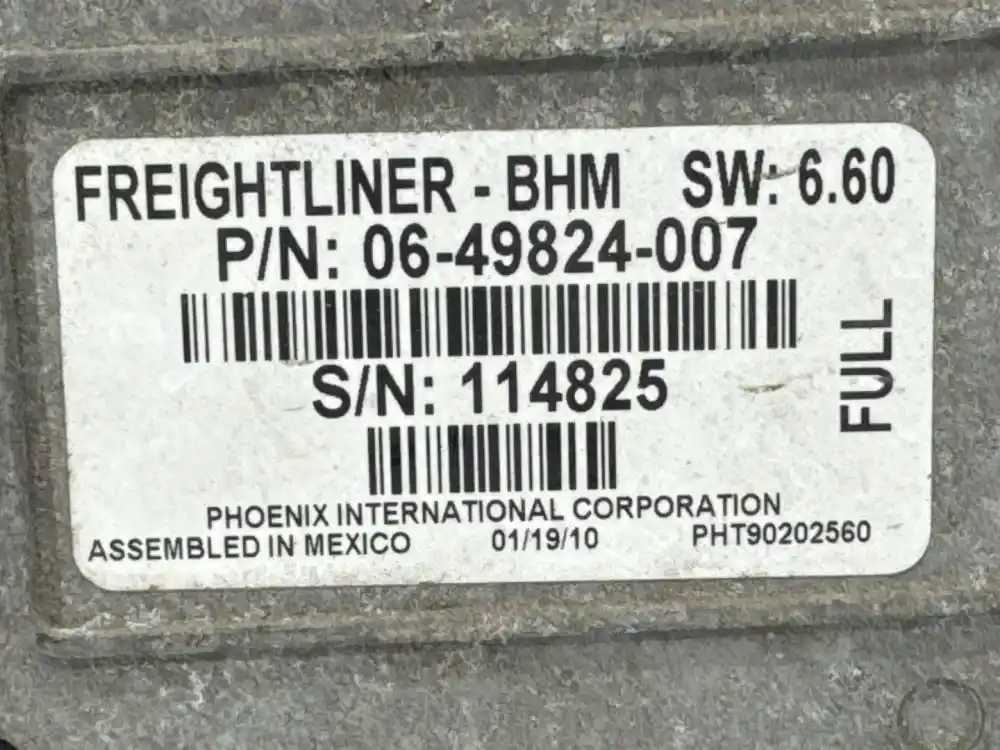 FREIGHTLINER - BHM SW: 6.60
P/N: 06-49824-007
S/N: 114825
FULL
PHOENIX INTERNATIONAL CORPORATION
ASSEMBLED IN MEXICO 01/19/10 PHT90202560